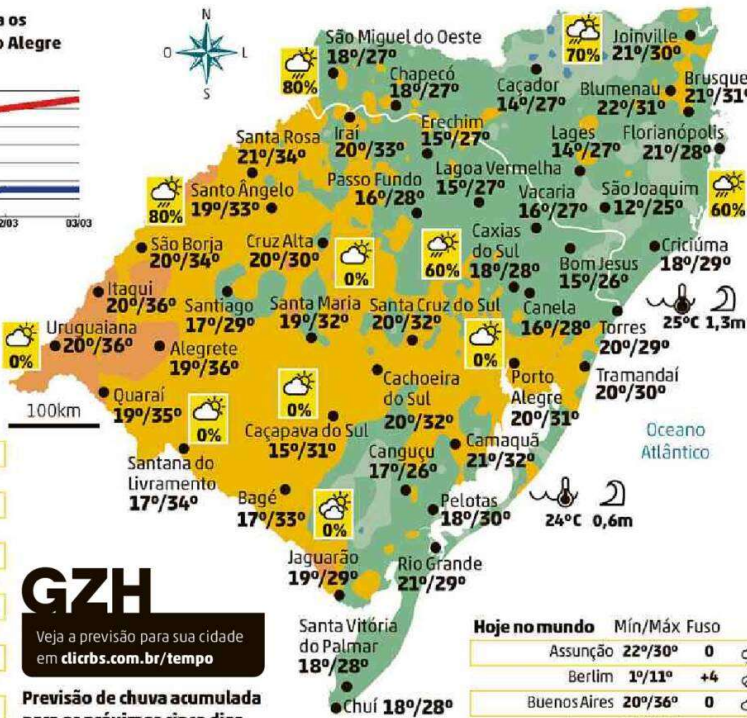 a os
o Alegre
2/03
03/03
N
O
L
S
São Miguel do Oeste
18º/27º
80%
Chapecó
18º/27º
70%
Joinville
21º/30º
Caçador
14º/27º
Blumenau
22º/31º
Brusque
21º/31º
Santa Rosa
21º/34º
Iraí
20º/33º
Erechim
15º/27º
Lages
14º/27º
Florianópolis
21º/28º
80%
Santo Ângelo
19º/33º
Passo Fundo
16º/28º
Lagoa Vermelha
15º/27º
Vacaria
16º/27º
São Joaquim
12º/25º
60%
São Borja
20º/34º
Cruz Alta
20º/30º
0%
60%
Caxias
do Sul
18º/28º
Bom Jesus
15º/26º
Criciúma
18º/29º
Itaqui
20º/36º
Santiago
17º/29º
Santa Maria
19º/32º
Santa Cruz do Sul
20º/32º
Canela
16º/28º
25ºC 1,3m
Torres
20º/29º
0%
Uruguaiana
20º/36º
Alegrete
19º/36º
0%
Cachoeira
do Sul
20º/32º
Porto
Alegre
20º/31º
Tramandaí
20º/30º
Quaraí
19º/35º
100km
0%
0%
Caçapava do Sul
15º/31º
Camaquã
21º/32º
Oceano
Atlântico
Santana do
Livramento
17º/34º
Canguçu
17º/26º
Bagé
17º/33º
0%
Pelotas
18º/30º
24ºC 0,6m
Jaguarão
19º/29º
Rio Grande
21º/29º
GZH
Veja a previsão para sua cidade
em clicrbs.com.br/tempo
Santa Vitória
do Palmar
18º/28º
Chuí 18º/28º
Previsão de chuva acumulada
para os próximos cinco dias
Hoje no mundo Mín/Máx Fuso
Assunção 22º/30º 0
Berlim 1º/11º +4
Buenos Aires 20º/36º 0